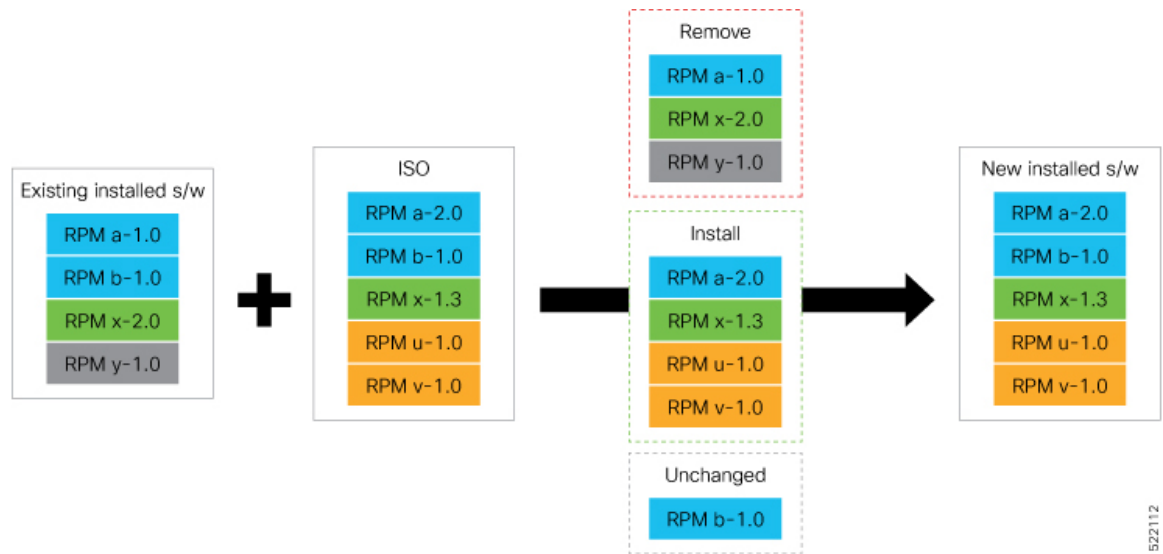 Existing installed s/w
RPM a-1.0
RPM b-1.0
RPM x-2.0
RPM y-1.0
ISO
RPM a-2.0
RPM b-1.0
RPM x-1.3
RPM u-1.0
RPM v-1.0
Remove
RPM a-1.0
RPM x-2.0
RPM y-1.0
Install
RPM a-2.0
RPM x-1.3
RPM u-1.0
RPM v-1.0
Unchanged
RPM b-1.0
New installed s/w
RPM a-2.0
RPM b-1.0
RPM x-1.3
RPM u-1.0
RPM v-1.0
522112